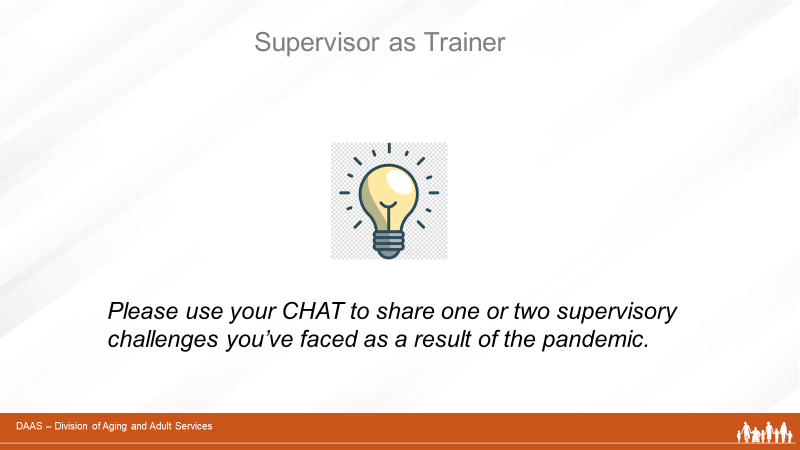 Supervisor as Trainer
Please use your CHAT to share one or two supervisory
challenges you've faced as a result of the pandemic.
DAAS – Division of Aging and Adult Services